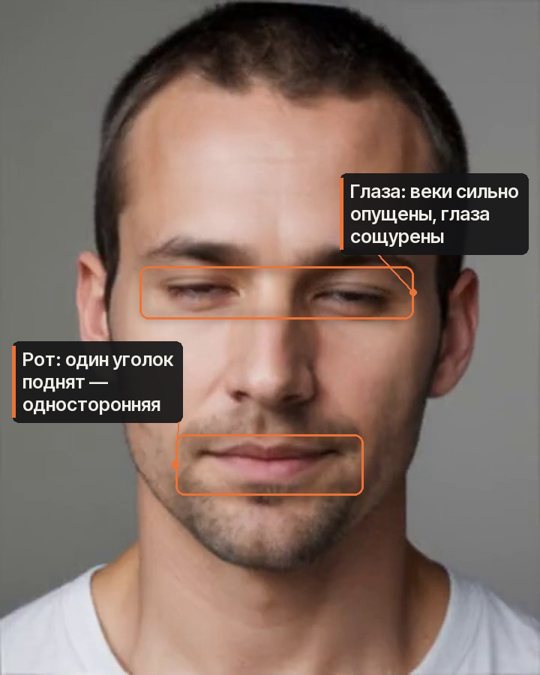 Глаза: веки сильно
опущены, глаза
сощурены
Рот: один уголок
поднят —
односторонняя